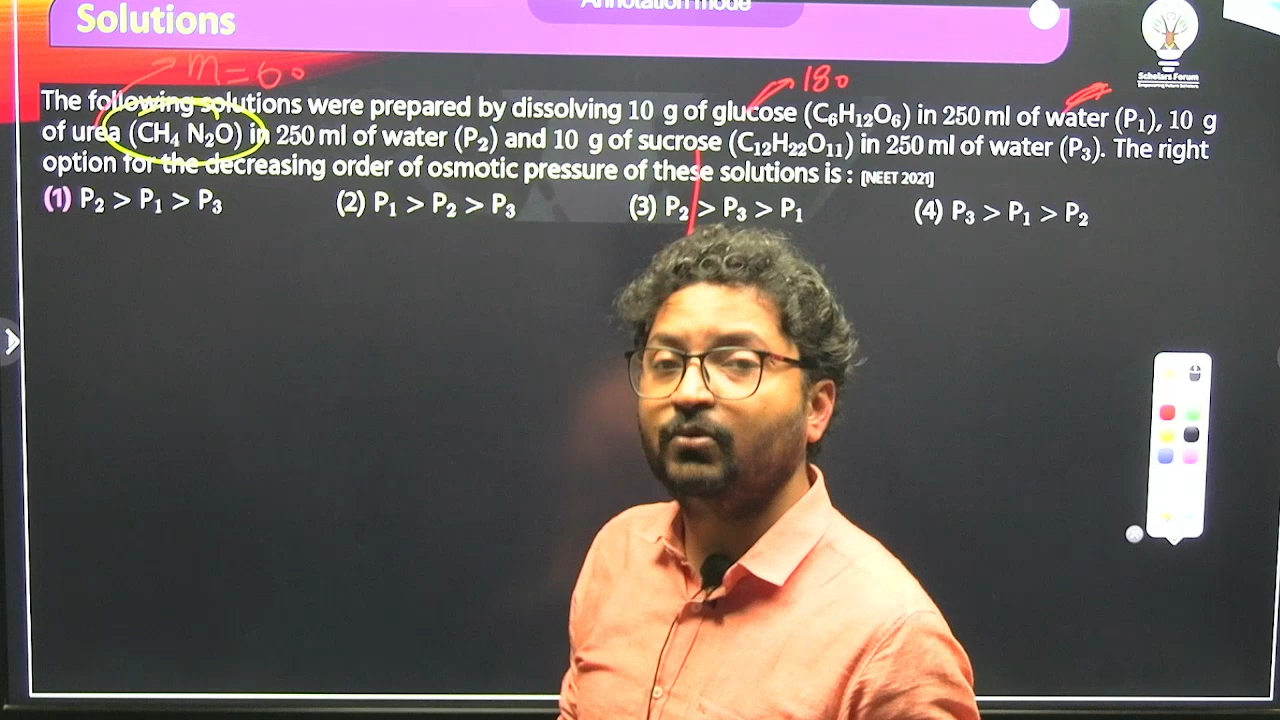 Annotation mode
Solutions
Scholars Forum
Empowering Future Scholars
m = 60
180
The following solutions were prepared by dissolving 10 g of glucose (C₆H₁₂O₆) in 250 ml of water (P₁), 10 g
of urea (CH₄ N₂O) in 250 ml of water (P₂) and 10 g of sucrose (C₁₂H₂₂O₁₁) in 250 ml of water (P₃). The right
option for the decreasing order of osmotic pressure of these solutions is : [NEET 2021]
(1) P₂ > P₁ > P₃ (2) P₁ > P₂ > P₃ (3) P₂ > P₃ > P₁ (4) P₃ > P₁ > P₂